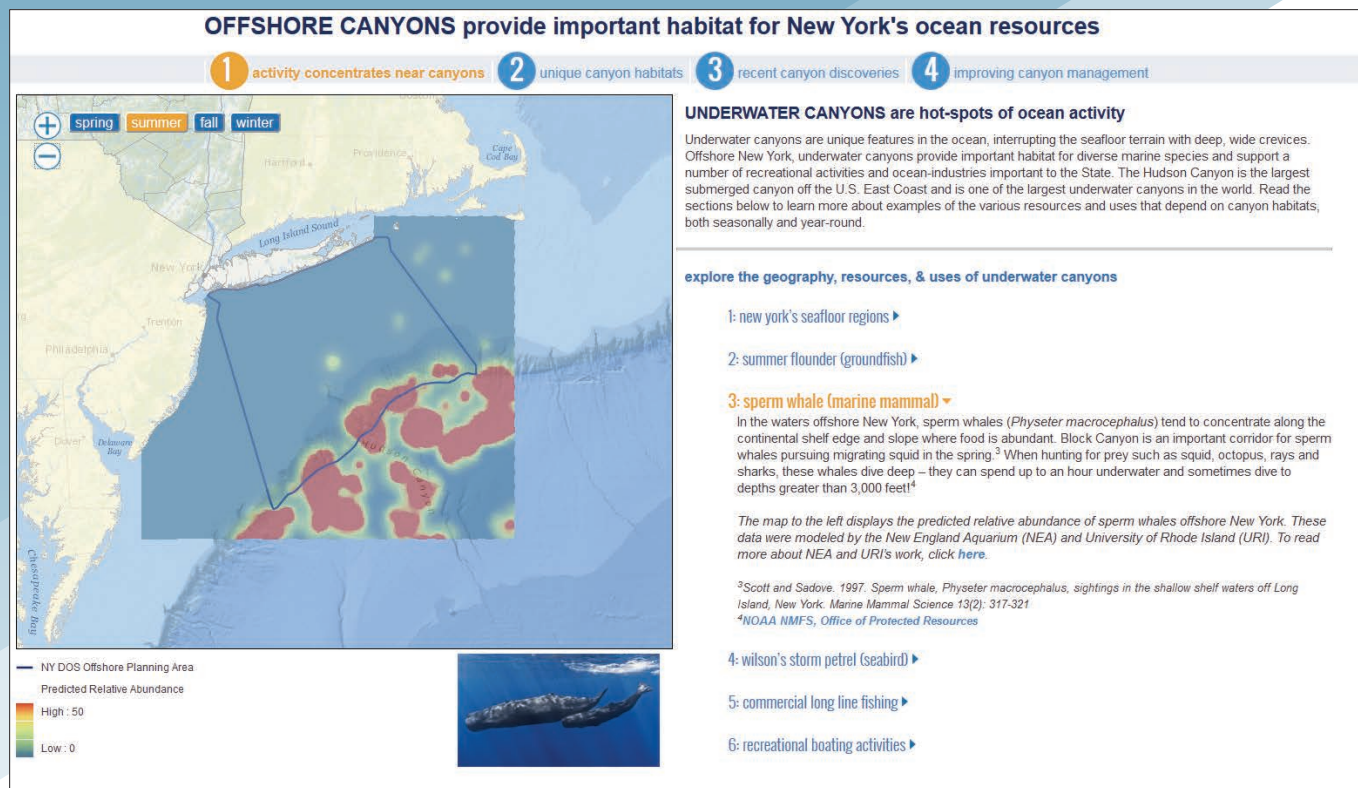 OFFSHORE CANYONS provide important habitat for New York's ocean resources
1 activity concentrates near canyons 2 unique canyon habitats 3 recent canyon discoveries 4 improving canyon management
spring summer fall winter
Hartford
Providence
Cape
Cod Bay
Long Island Sound
New York
Trenton
Philadelphia
Dover
Delaware
Bay
Hudson Canyon
Chesapeake Bay
NY DOS Offshore Planning Area
Predicted Relative Abundance
High : 50
Low : 0
UNDERWATER CANYONS are hot-spots of ocean activity
Underwater canyons are unique features in the ocean, interrupting the seafloor terrain with deep, wide crevices.
Offshore New York, underwater canyons provide important habitat for diverse marine species and support a
number of recreational activities and ocean-industries important to the State. The Hudson Canyon is the largest
submerged canyon off the U.S. East Coast and is one of the largest underwater canyons in the world. Read the
sections below to learn more about examples of the various resources and uses that depend on canyon habitats,
both seasonally and year-round.
explore the geography, resources, & uses of underwater canyons
1: new york's seafloor regions
2: summer flounder (groundfish)
3: sperm whale (marine mammal)
In the waters offshore New York, sperm whales (Physeter macrocephalus) tend to concentrate along the
continental shelf edge and slope where food is abundant. Block Canyon is an important corridor for sperm
whales pursuing migrating squid in the spring.3 When hunting for prey such as squid, octopus, rays and
sharks, these whales dive deep – they can spend up to an hour underwater and sometimes dive to
depths greater than 3,000 feet!4
The map to the left displays the predicted relative abundance of sperm whales offshore New York. These
data were modeled by the New England Aquarium (NEA) and University of Rhode Island (URI). To read
more about NEA and URI's work, click here.
3Scott and Sadove. 1997. Sperm whale, Physeter macrocephalus, sightings in the shallow shelf waters off Long
Island, New York. Marine Mammal Science 13(2): 317-321
4NOAA NMFS, Office of Protected Resources
4: wilson's storm petrel (seabird)
5: commercial long line fishing
6: recreational boating activities